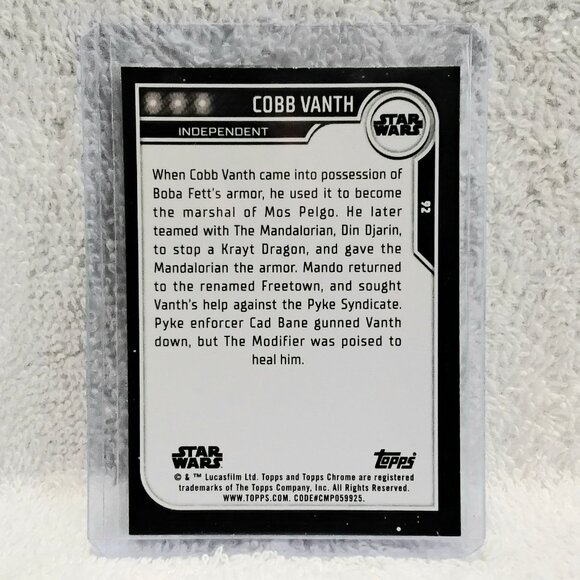 COBB VANTH
STAR
WARS
INDEPENDENT
92
When Cobb Vanth came into possession of
Boba Fett's armor, he used it to become
the marshal of Mos Pelgo. He later
teamed with The Mandalorian, Din Djarin,
to stop a Krayt Dragon, and gave the
Mandalorian the armor. Mando returned
to the renamed Freetown, and sought
Vanth's help against the Pyke Syndicate.
Pyke enforcer Cad Bane gunned Vanth
down, but The Modifier was poised to
heal him.
STAR
WARS
Topps
© & ™ Lucasfilm Ltd. Topps and Topps Chrome are registered
trademarks of The Topps Company, Inc. All Rights Reserved.
WWW.TOPPS.COM. CODE#CMP059925.